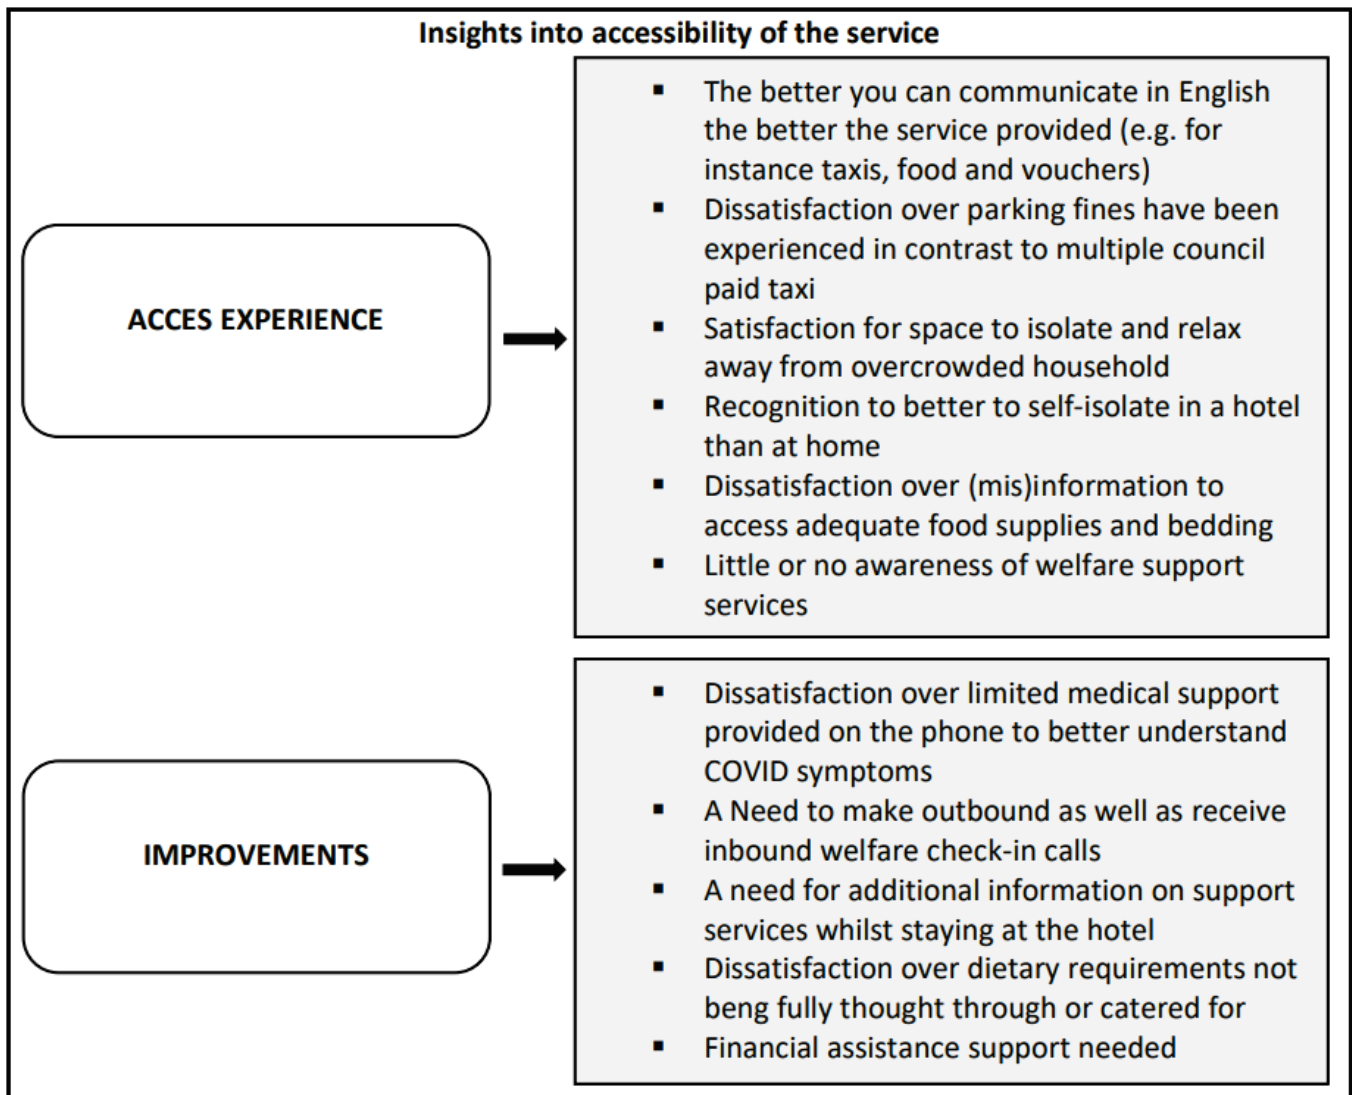 Insights into accessibility of the service
ACCES EXPERIENCE
▪ The better you can communicate in English
the better the service provided (e.g. for
instance taxis, food and vouchers)
▪ Dissatisfaction over parking fines have been
experienced in contrast to multiple council
paid taxi
▪ Satisfaction for space to isolate and relax
away from overcrowded household
▪ Recognition to better to self-isolate in a hotel
than at home
▪ Dissatisfaction over (mis)information to
access adequate food supplies and bedding
▪ Little or no awareness of welfare support
services
IMPROVEMENTS
▪ Dissatisfaction over limited medical support
provided on the phone to better understand
COVID symptoms
▪ A Need to make outbound as well as receive
inbound welfare check-in calls
▪ A need for additional information on support
services whilst staying at the hotel
▪ Dissatisfaction over dietary requirements not
beng fully thought through or catered for
▪ Financial assistance support needed